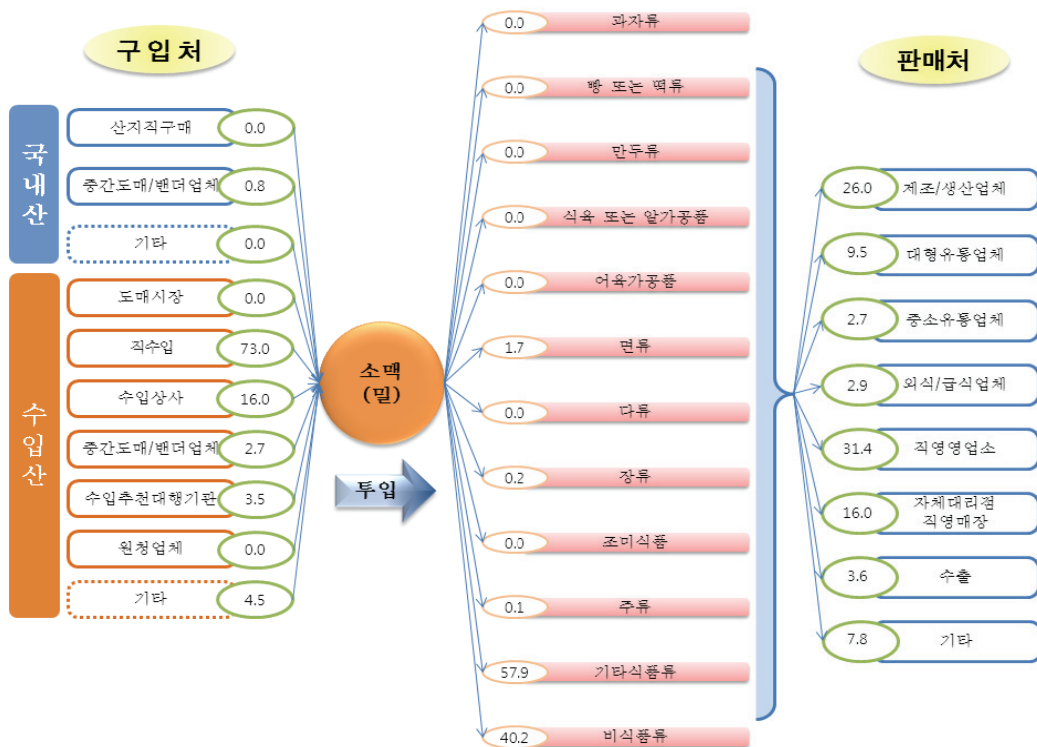 구입처
국내산
산지직구매 0.0
중간도매/밴더업체 0.8
기타 0.0
수입산
도매시장 0.0
직수입 73.0
수입상사 16.0
중간도매/밴더업체 2.7
수입추천대행기관 3.5
원청업체 0.0
기타 4.5
소맥
(밀)
투입
0.0 과자류
0.0 빵 또는 떡류
0.0 만두류
0.0 식육 또는 알가공품
0.0 어육가공품
1.7 면류
0.0 다류
0.2 장류
0.0 조미식품
0.1 주류
57.9 기타식품류
40.2 비식품류
판매처
26.0 제조/생산업체
9.5 대형유통업체
2.7 중소유통업체
2.9 외식/급식업체
31.4 직영영업소
16.0 자체대리점
직영매장
3.6 수출
7.8 기타